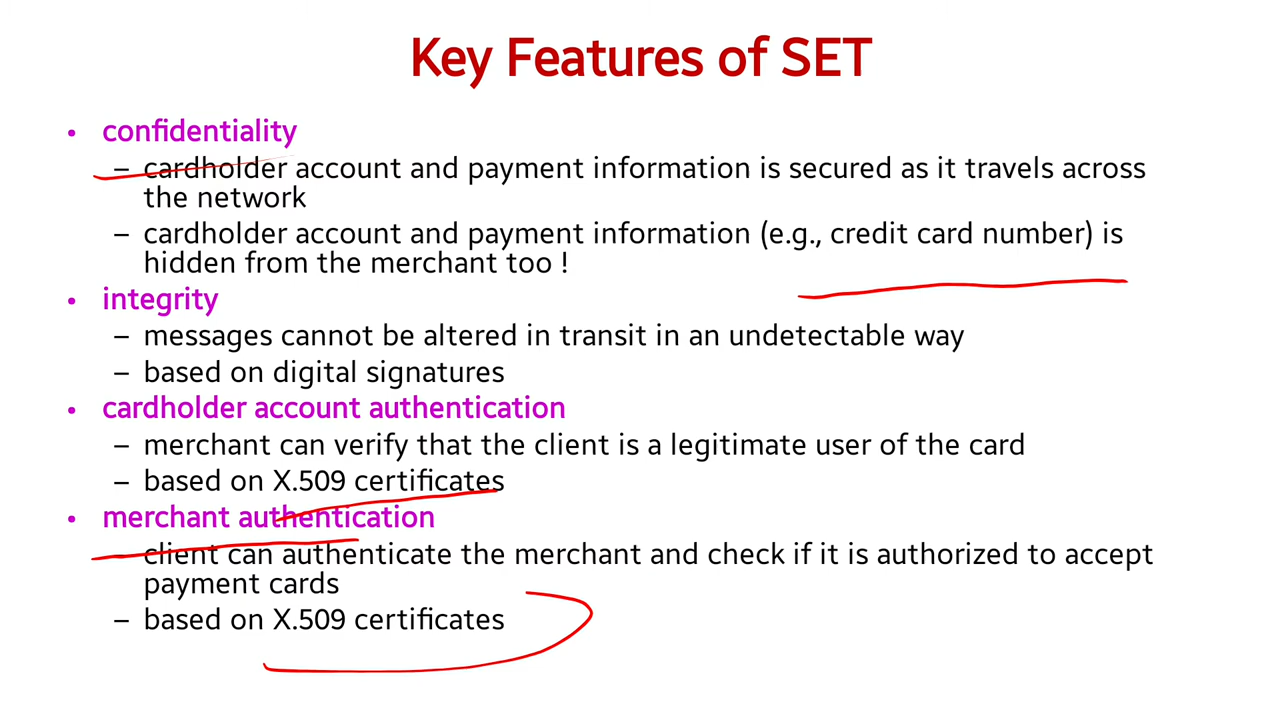 Key Features of SET
• confidentiality
– cardholder account and payment information is secured as it travels across
the network
– cardholder account and payment information (e.g., credit card number) is
hidden from the merchant too !
• integrity
– messages cannot be altered in transit in an undetectable way
– based on digital signatures
• cardholder account authentication
– merchant can verify that the client is a legitimate user of the card
– based on X.509 certificates
• merchant authentication
– client can authenticate the merchant and check if it is authorized to accept
payment cards
– based on X.509 certificates